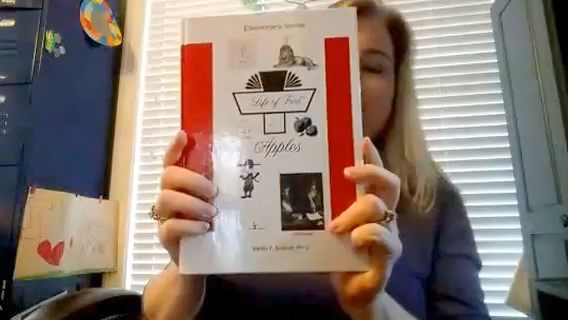 Elementary Series
Life of Fred
Apples
Stanley F. Schmidt, Ph.D.